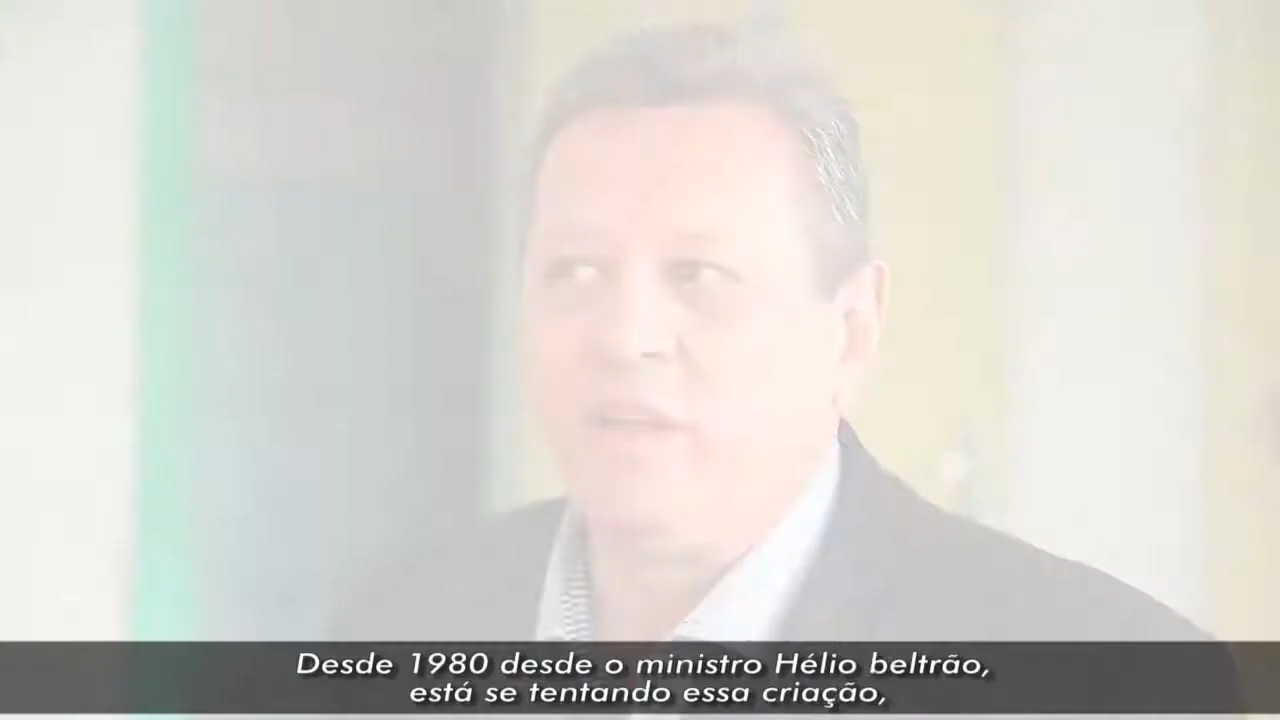 Desde 1980 desde o ministro Hélio beltrão,
está se tentando essa criação,